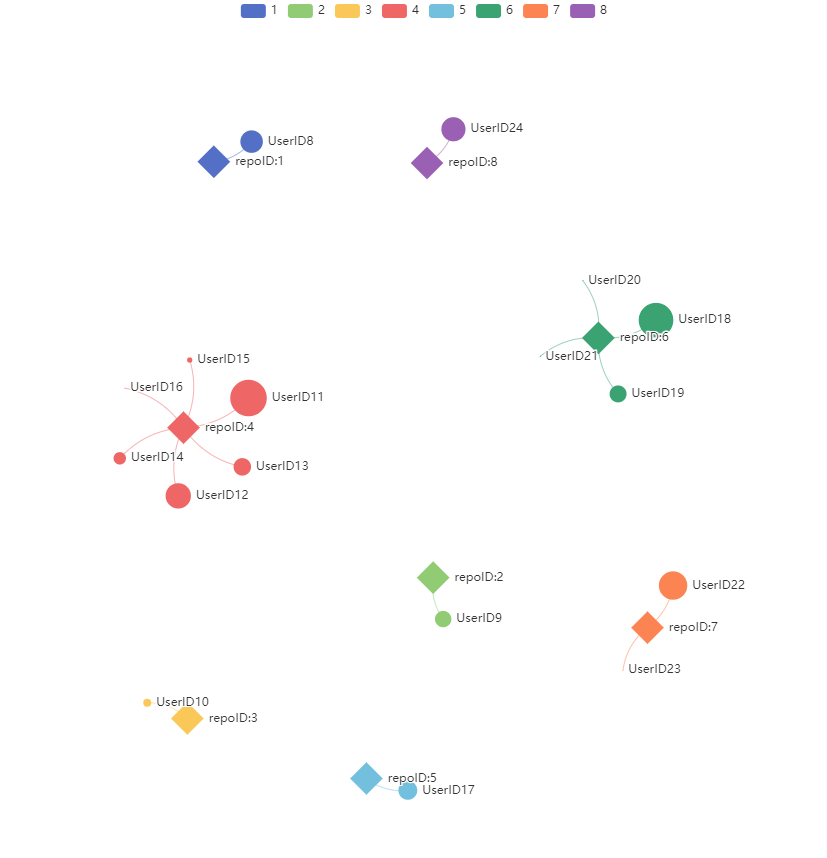 1 2 3 4 5 6 7 8
UserID24
UserID8
repoID:1
repoID:8
UserID20
UserID18
repoID:6
UserID21
UserID15
UserID16
UserID19
UserID11
repoID:4
UserID14
UserID13
UserID12
repoID:2
UserID22
UserID9
repoID:7
UserID23
UserID10
repoID:3
repoID:5
UserID17